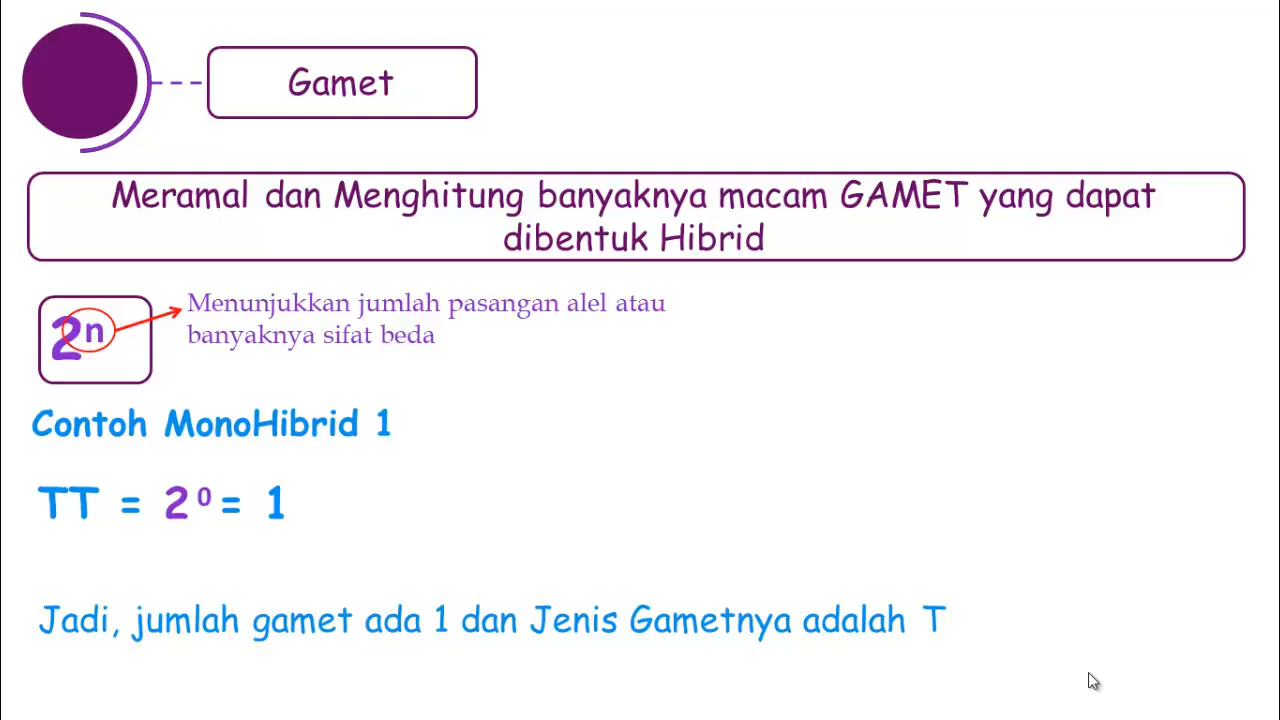 Gamet
Meramal dan Menghitung banyaknya macam GAMET yang dapat
dibentuk Hibrid
2ⁿ
Menunjukkan jumlah pasangan alel atau
banyaknya sifat beda
Contoh MonoHibrid 1
TT = 2⁰ = 1
Jadi, jumlah gamet ada 1 dan Jenis Gametnya adalah T